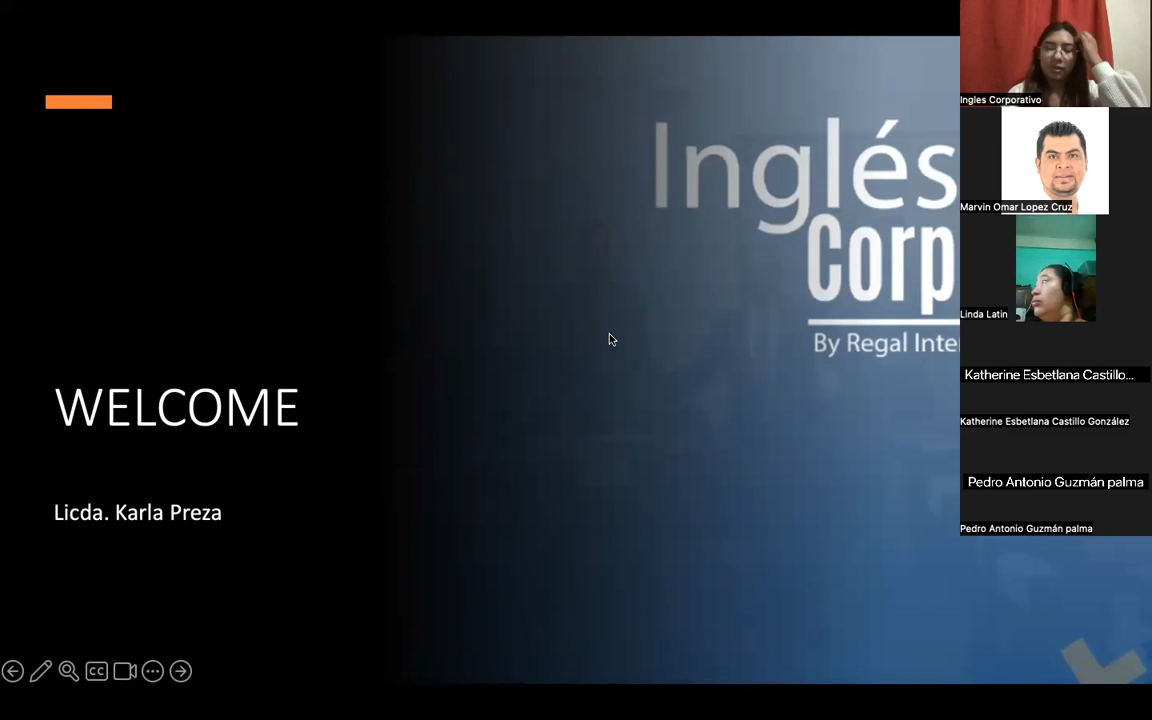 Inglés
Corp
By Regal Inte
WELCOME
Licda. Karla Preza
CC
Ingles Corporativo
Marvin Omar Lopez Cruz
Linda Latin
Katherine Esbetlana Castillo...
Katherine Esbetlana Castillo González
Pedro Antonio Guzmán palma
Pedro Antonio Guzmán palma